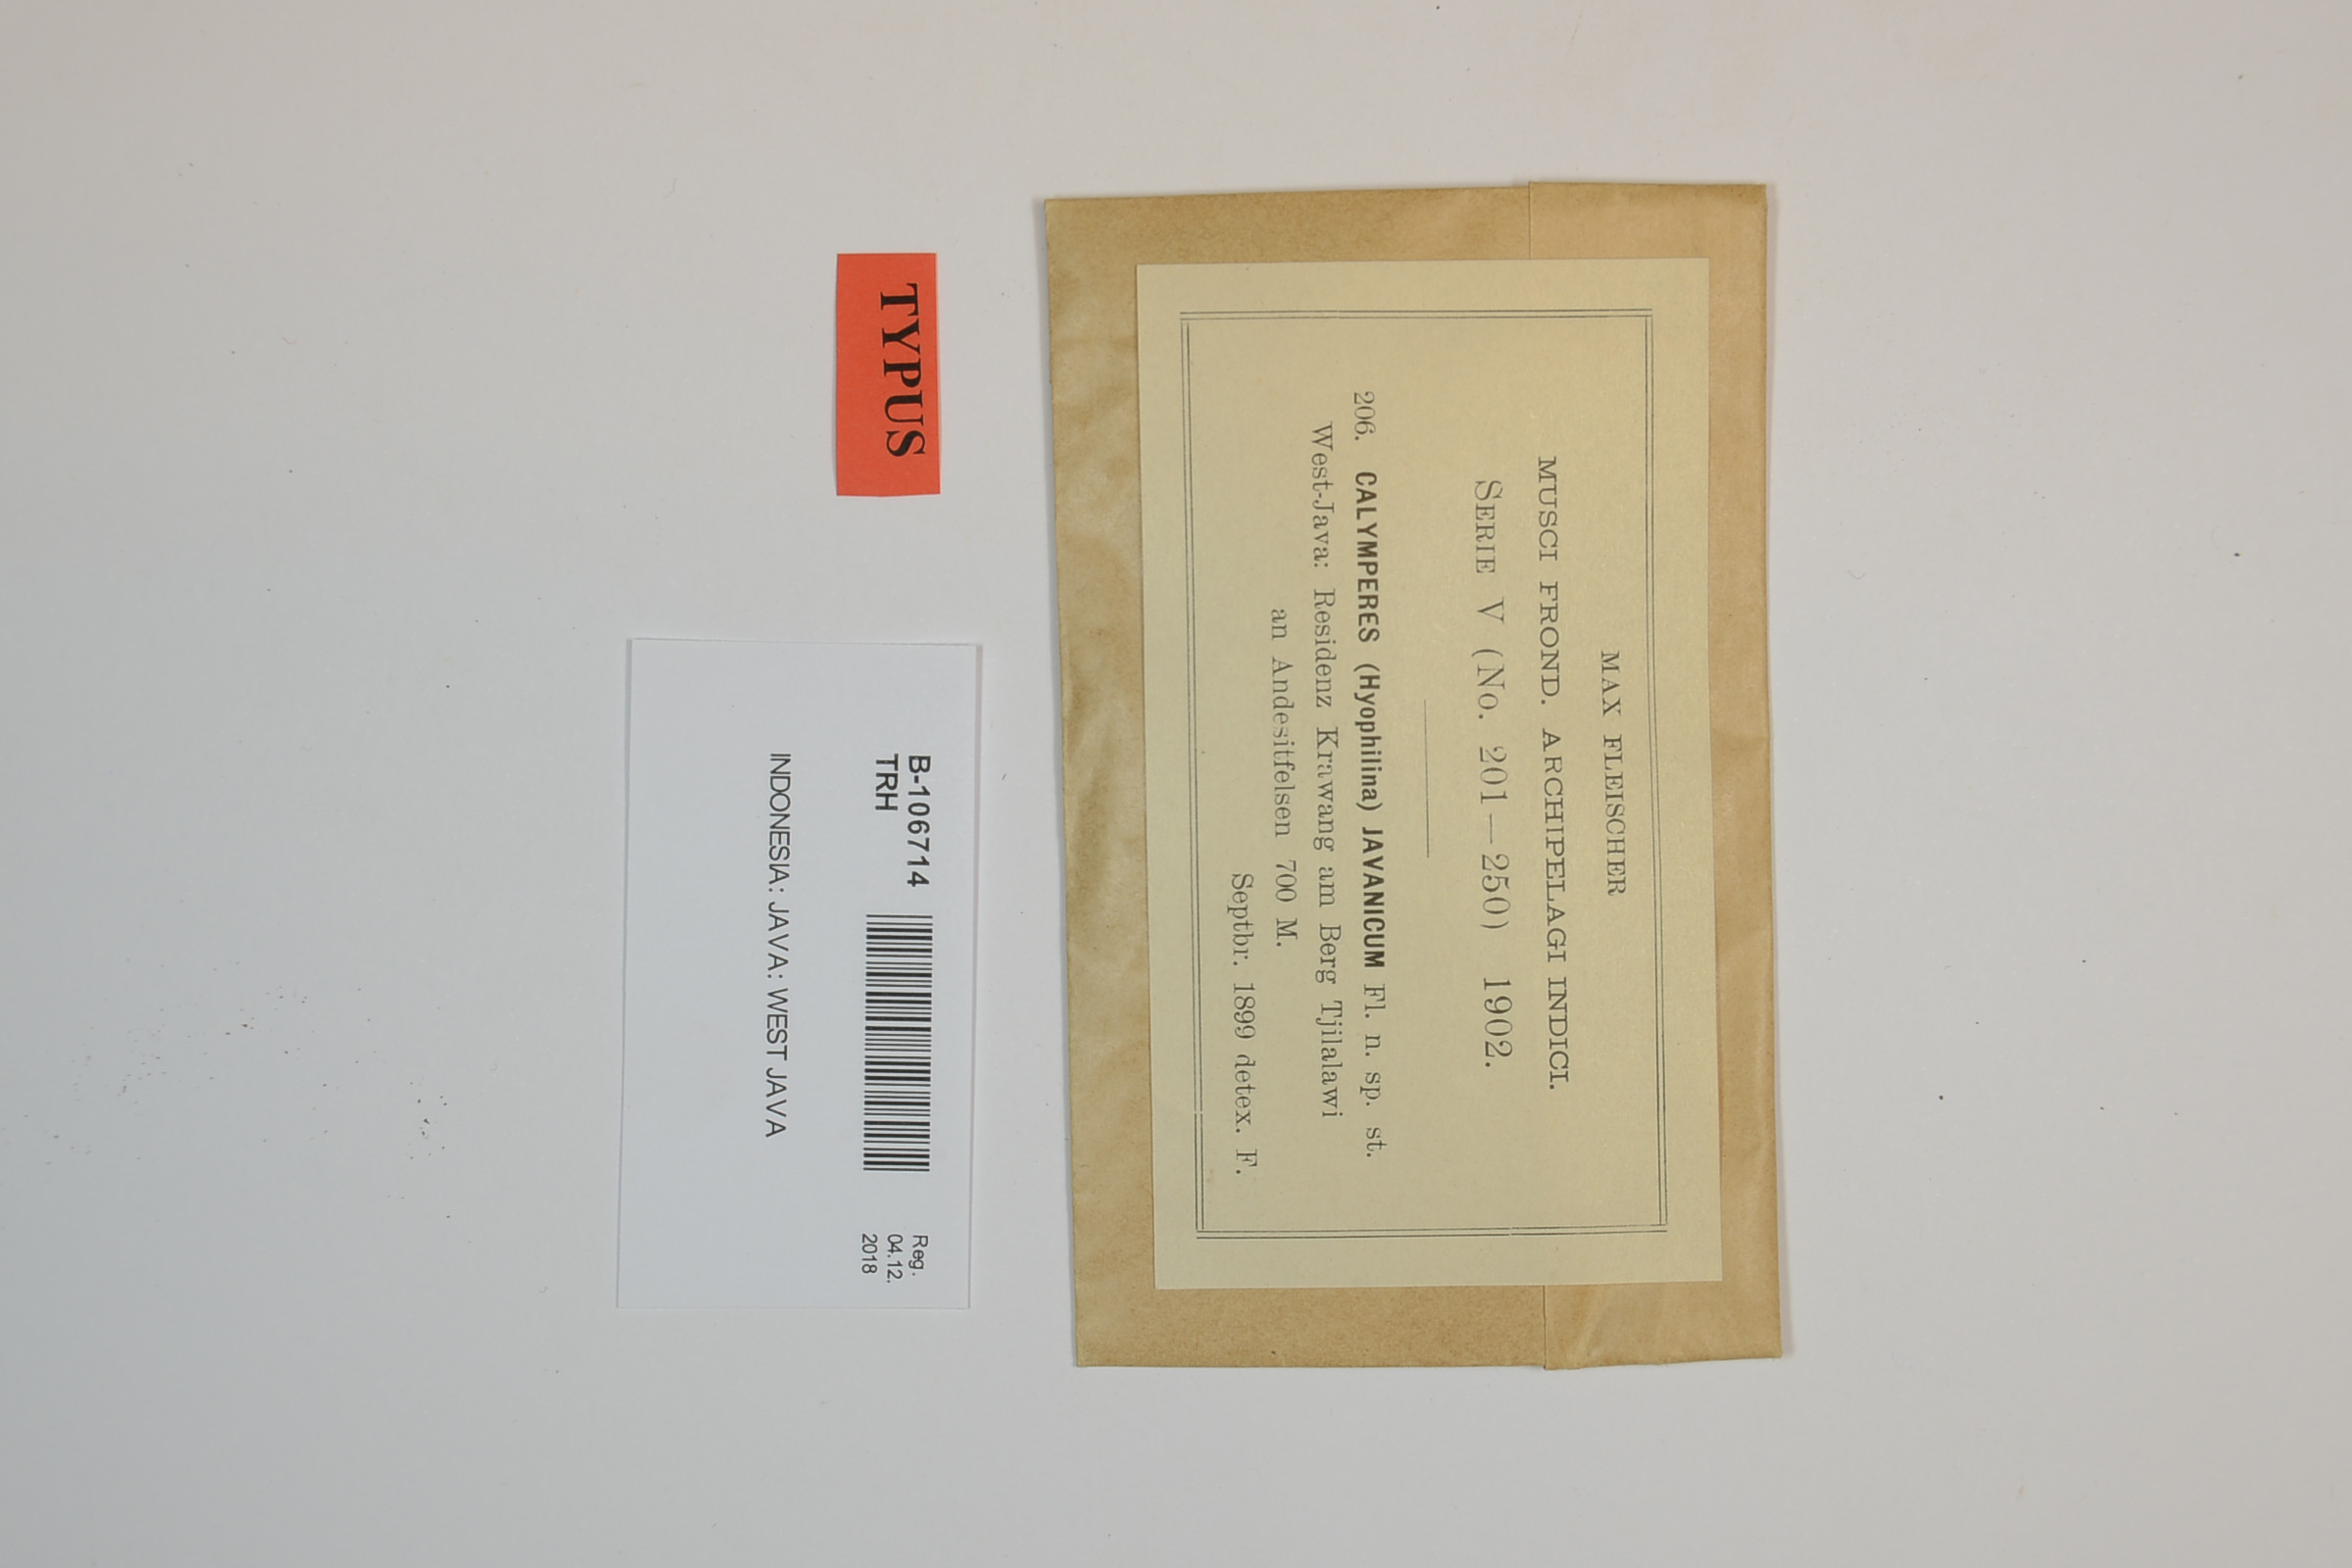 MAX FLEISCHER
MUSCI FROND. ARCHIPELAGI INDICI.
SERIE V (No. 201—250) 1902.
206. CALYMPERES (Hyophilina) JAVANICUM Fl. n. sp. st.
West-Java: Residenz Krawang am Berg Tjilalawi
an Andesitfelsen 700 M.
Septbr. 1899 detex. F.
TYPUS
B-106714
TRH
Reg.
04.12.
2018
INDONESIA: JAVA: WEST JAVA